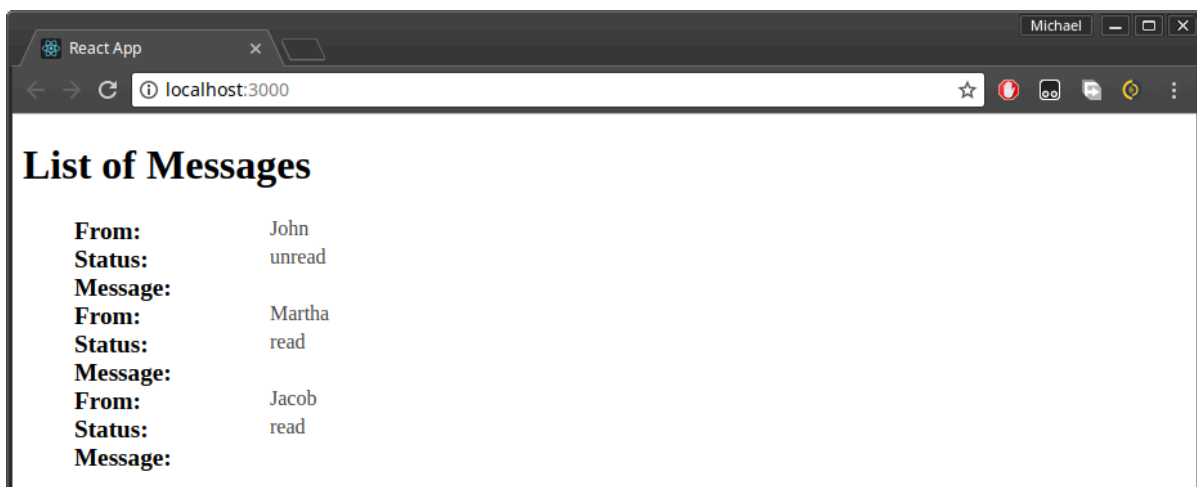 Michael
React App
localhost:3000
List of Messages
From: John
Status: unread
Message:
From: Martha
Status: read
Message:
From: Jacob
Status: read
Message: